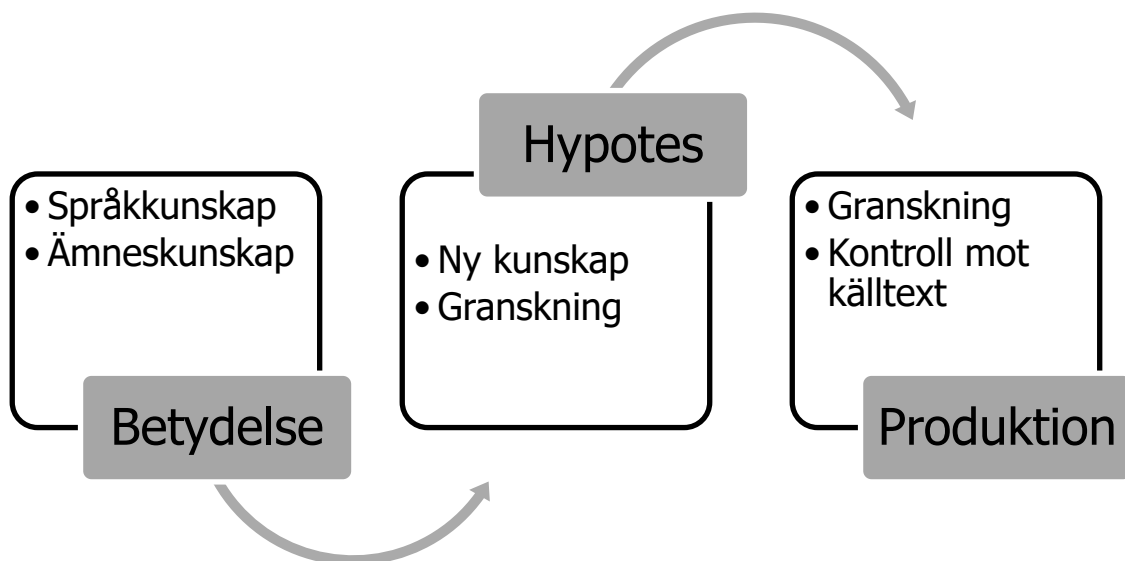 • Språkkunskap
• Ämneskunskap
Betydelse
Hypotes
• Ny kunskap
• Granskning
• Granskning
• Kontroll mot
källtext
Produktion